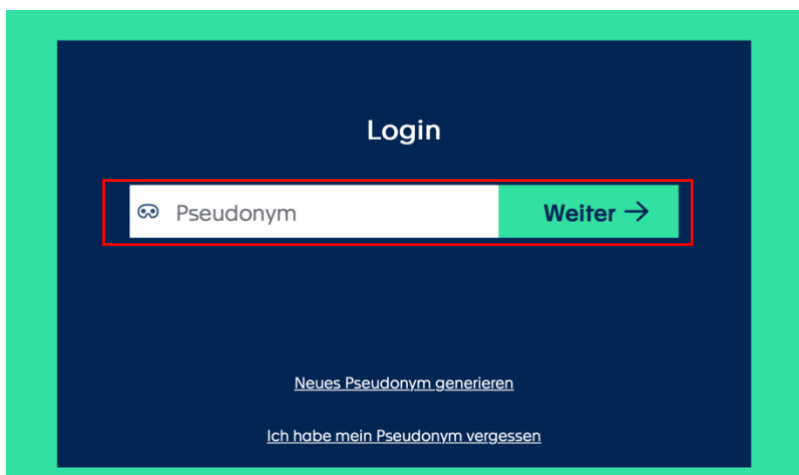 Login
Pseudonym
Weiter →
Neues Pseudonym generieren
Ich habe mein Pseudonym vergessen